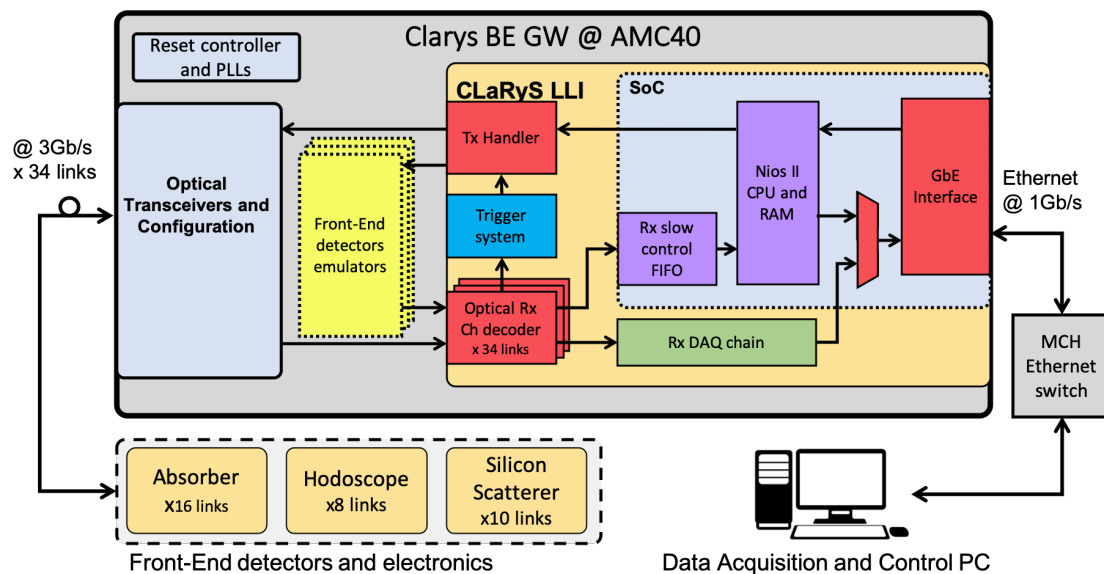 Clarys BE GW @ AMC40
Reset controller
and PLLs
CLaRyS LLI
SoC
@ 3Gb/s
x 34 links
Optical
Transceivers and
Configuration
Front-End
detectors
emulators
Tx Handler
Trigger
system
Optical Rx
Ch decoder
x 34 links
Rx slow
control
FIFO
Nios II
CPU and
RAM
GbE
Interface
Rx DAQ chain
Ethernet
@ 1Gb/s
MCH
Ethernet
switch
Absorber
x16 links
Hodoscope
x8 links
Silicon
Scatterer
x10 links
Front-End detectors and electronics
Data Acquisition and Control PC